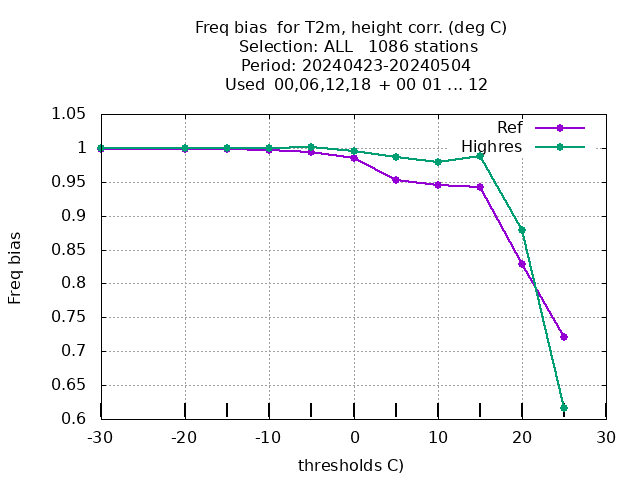 Freq bias  for T2m, height corr. (deg C)
Selection: ALL   1086 stations
Period: 20240423-20240504
Used  00,06,12,18 + 00 01 ... 12
Ref
Highres
1.05
1
0.95
0.9
0.85
0.8
0.75
0.7
0.65
0.6
Freq bias
-30
-20
-10
0
10
20
30
thresholds C)